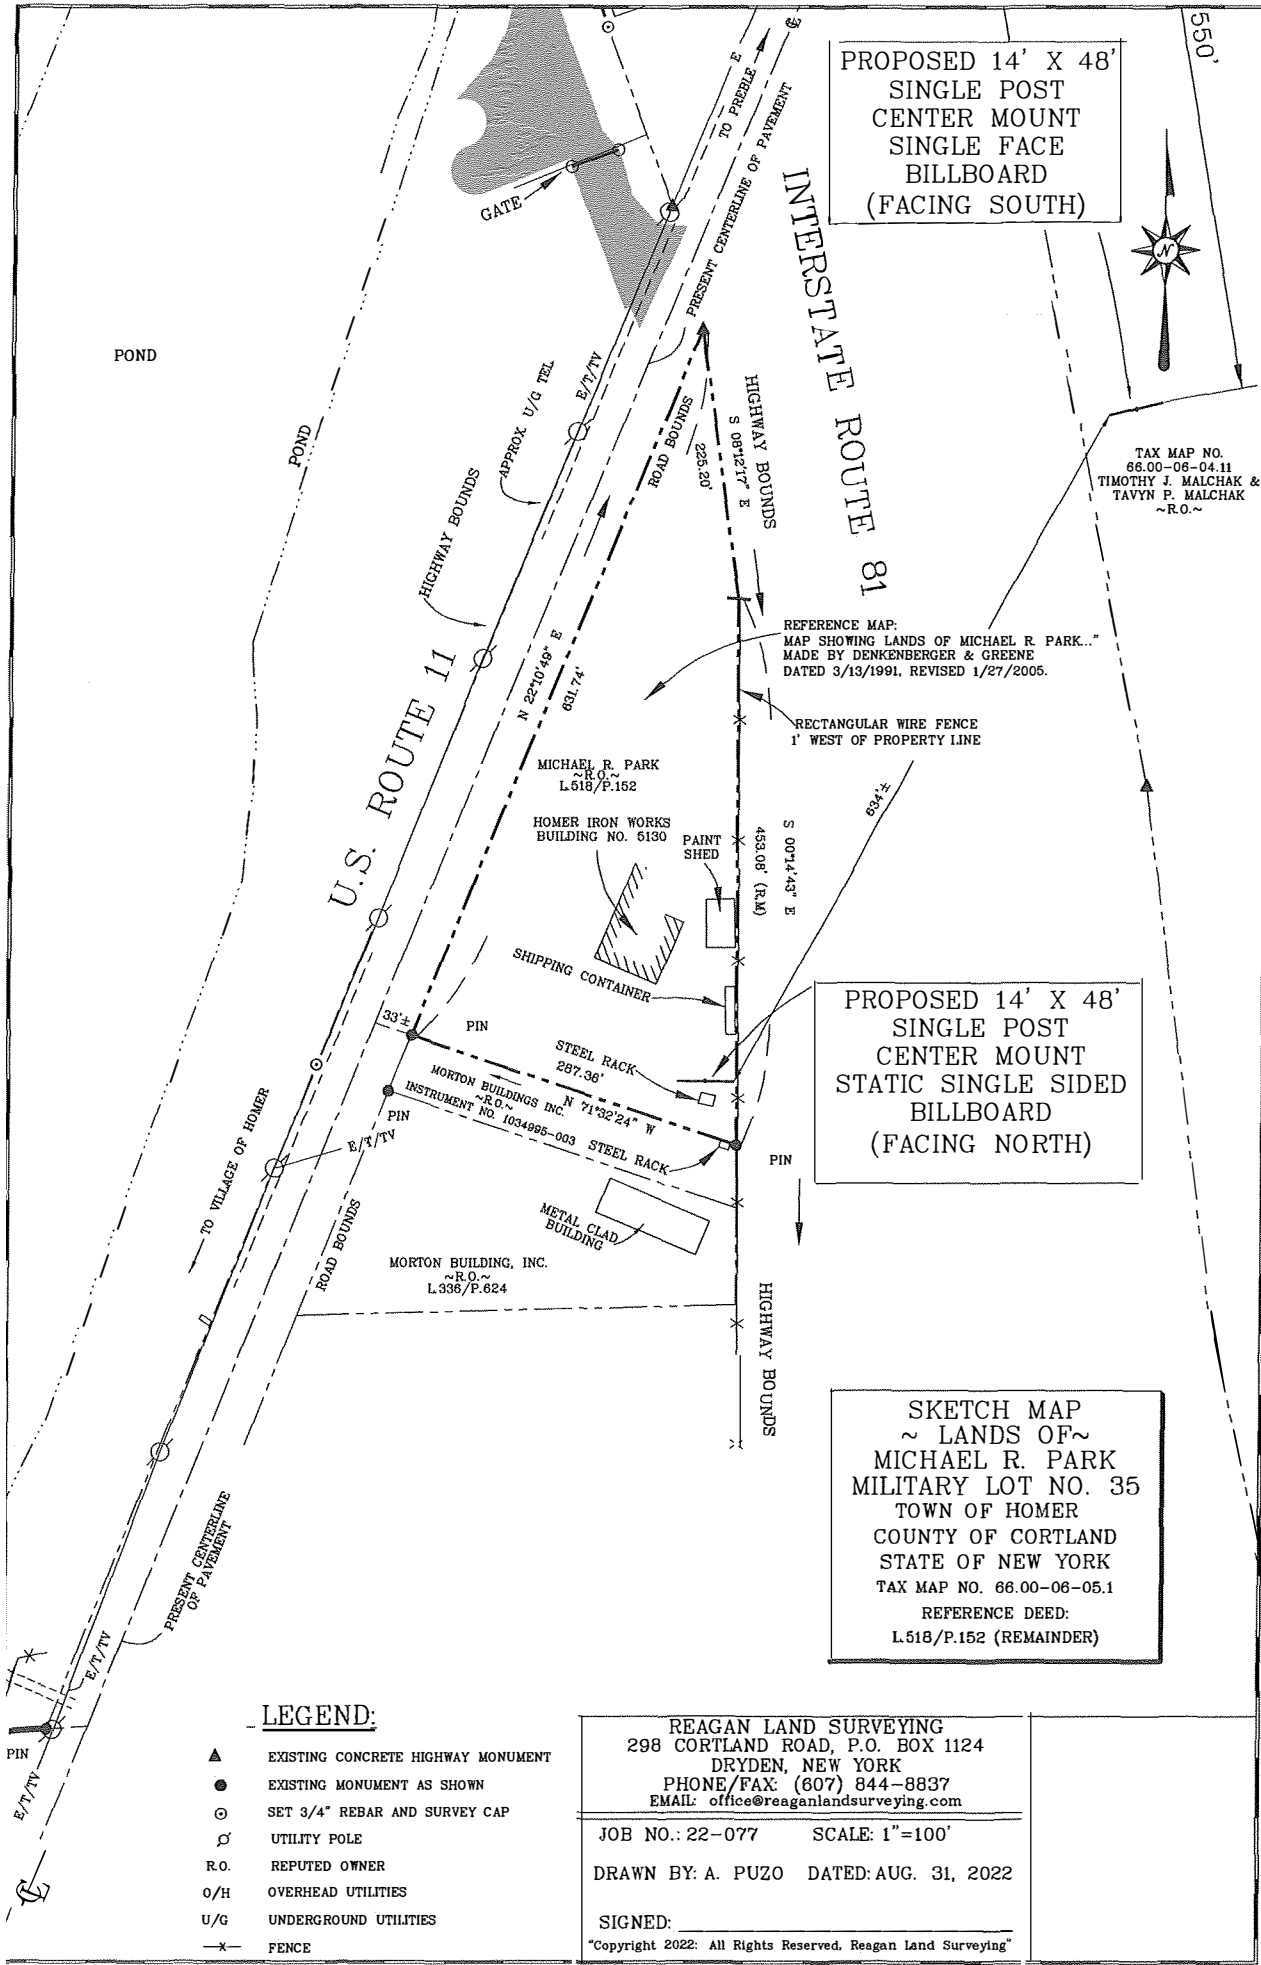 550'
PROPOSED 14' X 48'
SINGLE POST
CENTER MOUNT
SINGLE FACE
BILLBOARD
(FACING SOUTH)
E
TO PREBLE
PRESENT CENTERLINE OF PAVEMENT
GATE
INTERSTATE ROUTE 81
N
POND
POND
APPROX. U/G TEL.
E/T/TV
HIGHWAY BOUNDS
ROAD BOUNDS
HIGHWAY BOUNDS
S 08°12'17" E
225.20'
TAX MAP NO.
66.00-06-04.11
TIMOTHY J. MALCHAK &
TAVYN P. MALCHAK
~R.O.~
REFERENCE MAP:
MAP SHOWING LANDS OF MICHAEL R. PARK..."
MADE BY DENKENBERGER & GREENE
DATED 3/13/1991, REVISED 1/27/2005.
N 22°10'49" E
631.74'
U.S. ROUTE 11
RECTANGULAR WIRE FENCE
1' WEST OF PROPERTY LINE
MICHAEL R. PARK
~R.O.~
L.518/P.152
634'±
HOMER IRON WORKS
BUILDING NO. 5130
PAINT
SHED
S 00°14'43" E
453.08' (R.M)
SHIPPING CONTAINER
33'±
PIN
STEEL RACK
287.36'
N 71°32'24" W
MORTON BUILDINGS INC.
~R.O.~
INSTRUMENT NO. 1034995-003
PIN
STEEL RACK
PIN
PROPOSED 14' X 48'
SINGLE POST
CENTER MOUNT
STATIC SINGLE SIDED
BILLBOARD
(FACING NORTH)
E/T/TV
TO VILLAGE OF HOMER
ROAD BOUNDS
METAL CLAD
BUILDING
MORTON BUILDING, INC.
~R.O.~
L.336/P.624
HIGHWAY BOUNDS
SKETCH MAP
~ LANDS OF~
MICHAEL R. PARK
MILITARY LOT NO. 35
TOWN OF HOMER
COUNTY OF CORTLAND
STATE OF NEW YORK
TAX MAP NO. 66.00-06-05.1
REFERENCE DEED:
L.518/P.152 (REMAINDER)
PRESENT CENTERLINE
OF PAVEMENT
E/T/TV
PIN
E/T/TV
LEGEND:
EXISTING CONCRETE HIGHWAY MONUMENT
EXISTING MONUMENT AS SHOWN
SET 3/4" REBAR AND SURVEY CAP
UTILITY POLE
R.O. REPUTED OWNER
O/H OVERHEAD UTILITIES
U/G UNDERGROUND UTILITIES
x FENCE
REAGAN LAND SURVEYING
298 CORTLAND ROAD, P.O. BOX 1124
DRYDEN, NEW YORK
PHONE/FAX: (607) 844-8837
EMAIL: office@reaganlandsurveying.com
JOB NO.: 22-077 SCALE: 1"=100'
DRAWN BY: A. PUZO DATED: AUG. 31, 2022
SIGNED:
"Copyright 2022: All Rights Reserved, Reagan Land Surveying"